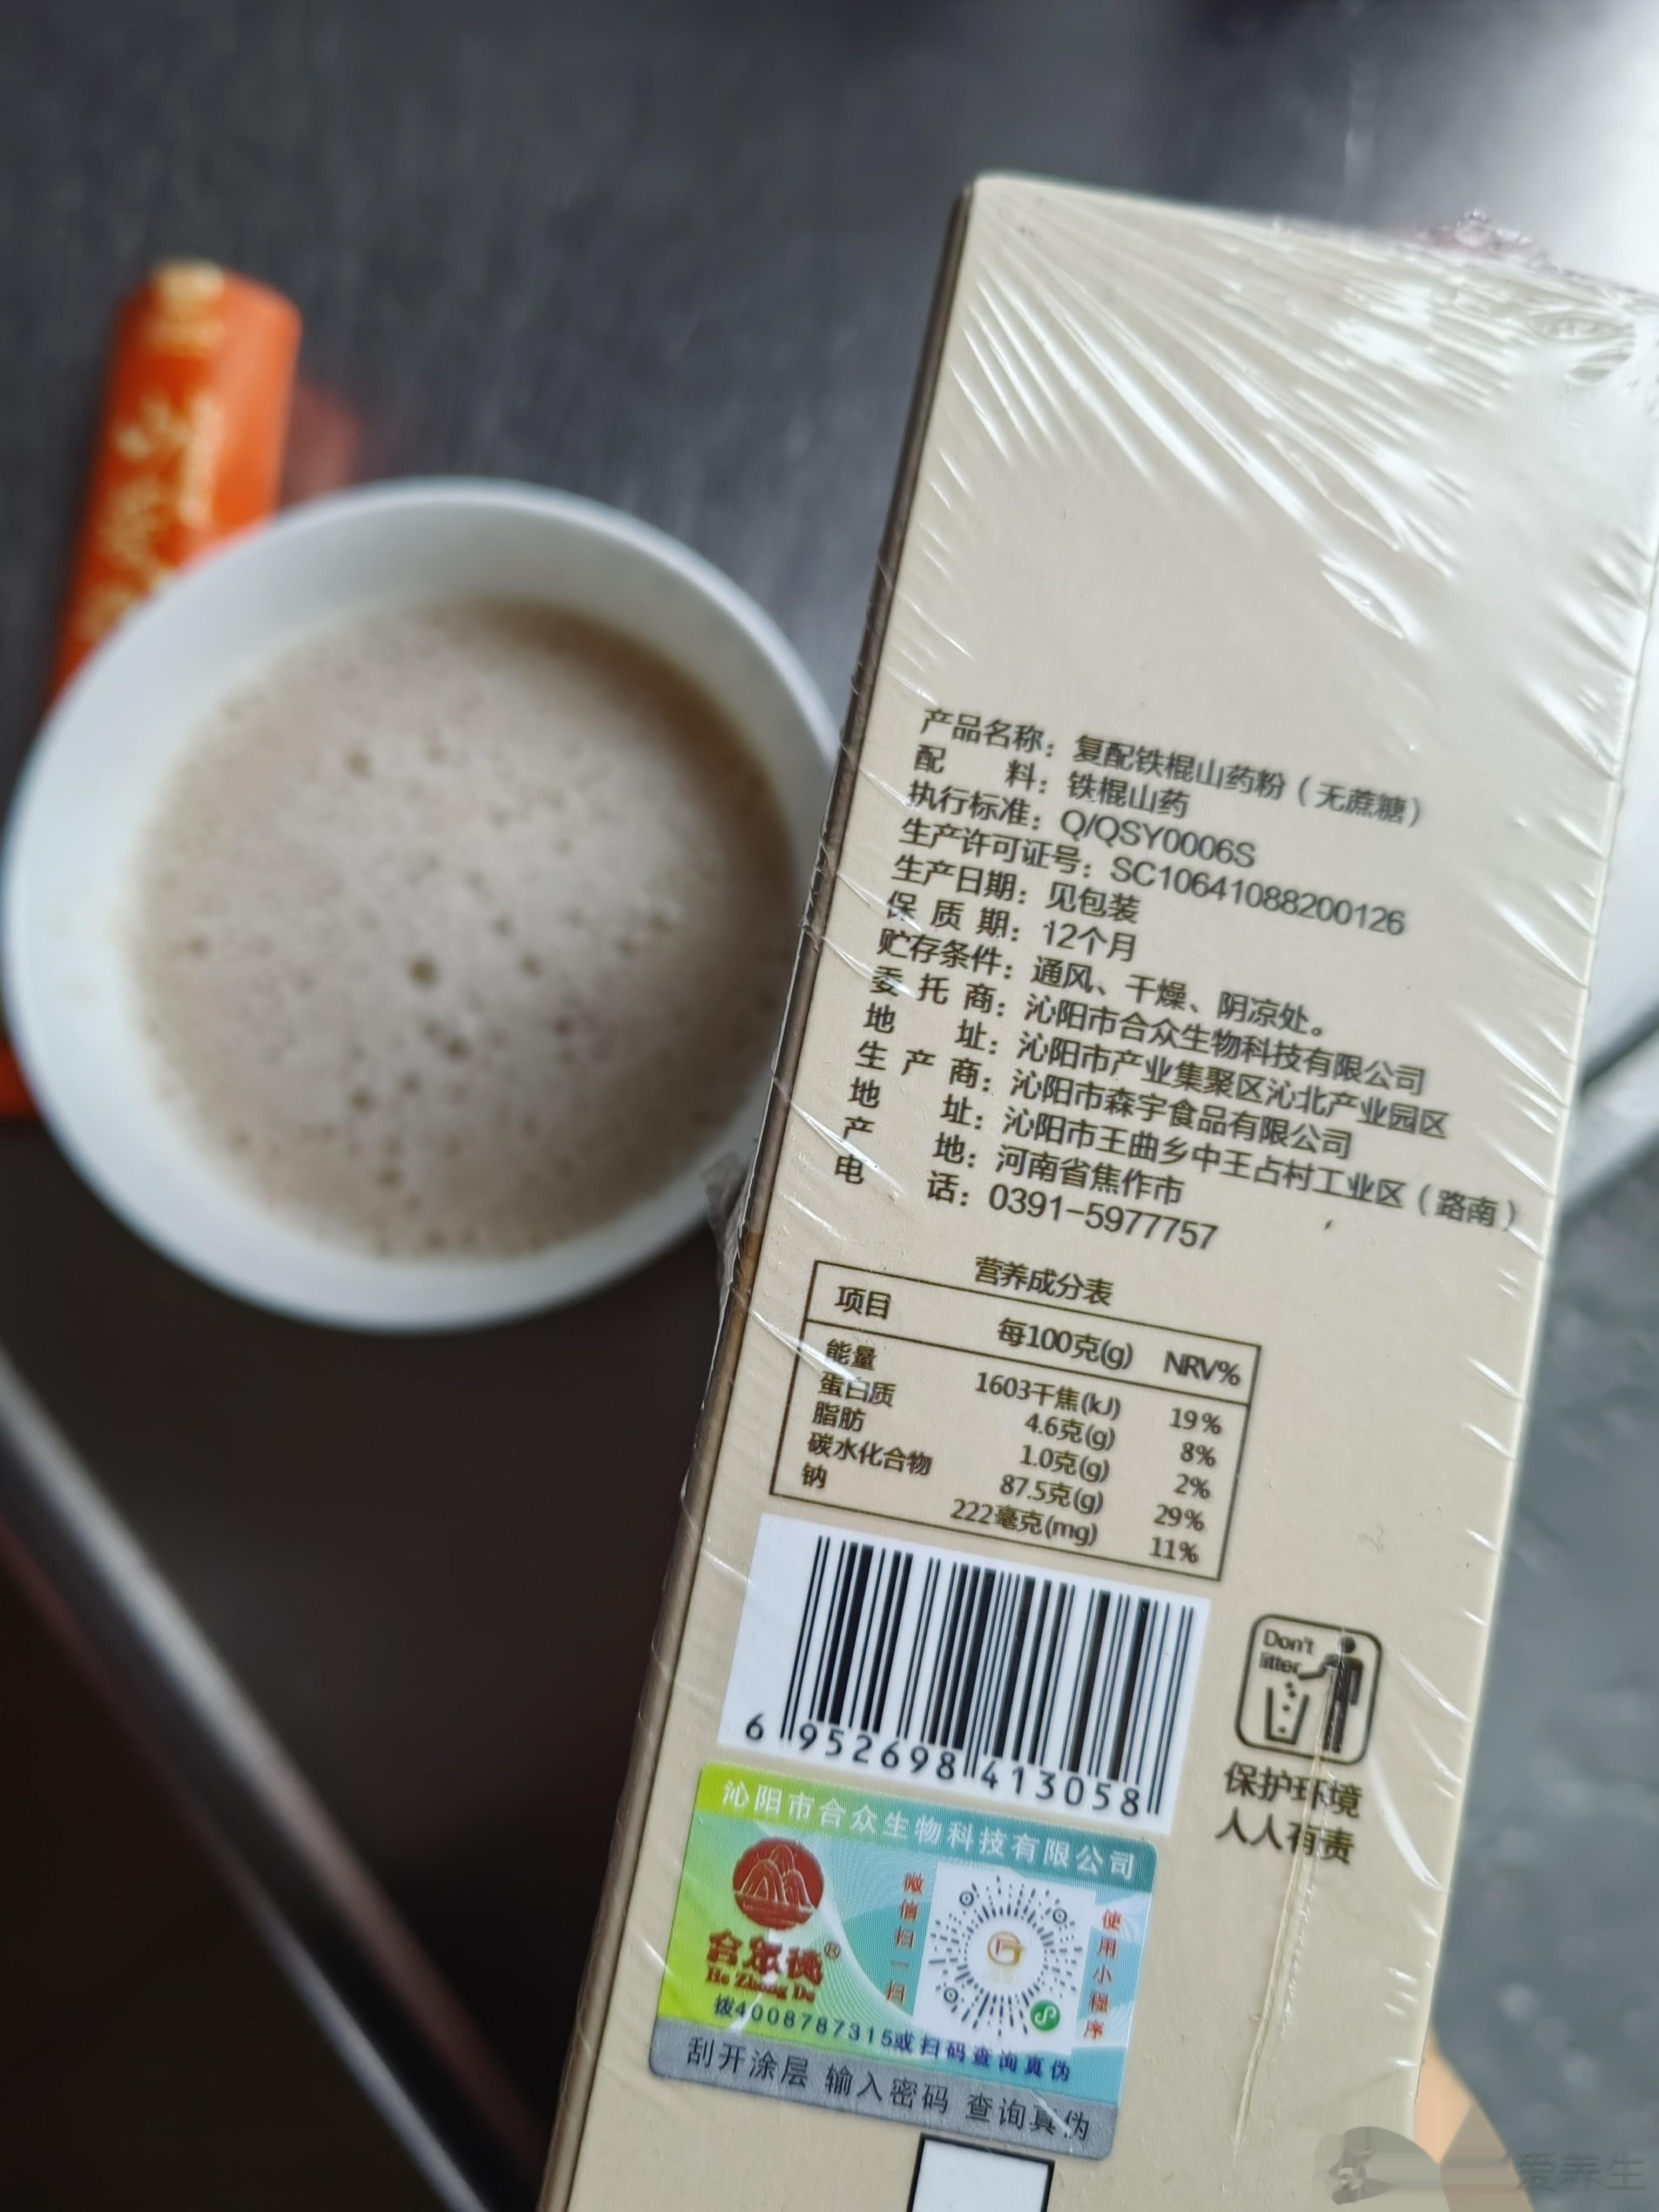 产品名称：复配铁棍山药粉（无蔗糖）
配 料：铁棍山药
执行标准：Q/QSY0006S
生产许可证号：SC10641088200126
生产日期：见包装
保 质 期：12个月
贮存条件：通风、干燥、阴凉处。
委 托 商：沁阳市合众生物科技有限公司
地 址：沁阳市产业集聚区沁北产业园区
生 产 商：沁阳市森宇食品有限公司
地 址：沁阳市王曲乡中王占村工业区（路南）
产 地：河南省焦作市
电 话：0391-5977757
营养成分表
项目 每100克(g) NRV%
能量 1603千焦(kJ) 19%
蛋白质 4.6克(g) 8%
脂肪 1.0克(g) 2%
碳水化合物 87.5克(g) 29%
钠 222毫克(mg) 11%
6 952698 413058
Don't
litter
保护环境
人人有责
沁阳市合众生物科技有限公司
合众德®
He Zhong De
微信扫一扫
使用小程序
拨4008787315或扫码查询真伪
刮开涂层 输入密码 查询真伪
爱养生